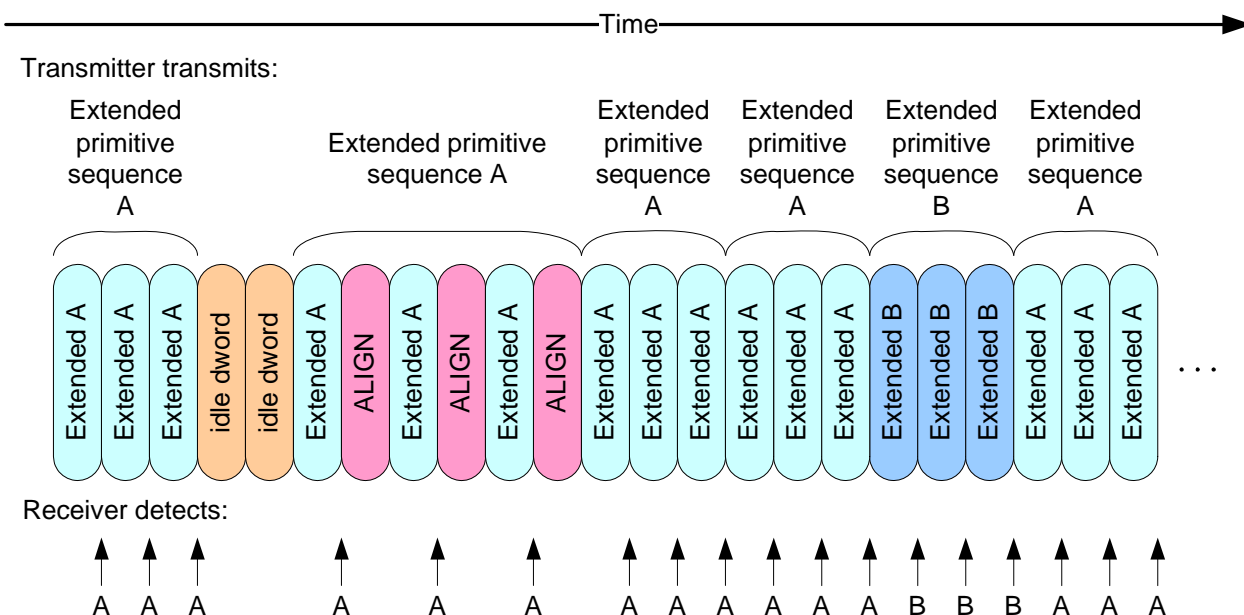 Time
Transmitter transmits:
Extended
primitive
sequence
A
Extended primitive
sequence A
Extended
primitive
sequence
A
Extended
primitive
sequence
A
Extended
primitive
sequence
B
Extended
primitive
sequence
A
Extended A
Extended A
Extended A
idle dword
idle dword
Extended A
ALIGN
Extended A
ALIGN
Extended A
ALIGN
Extended A
Extended A
Extended A
Extended A
Extended A
Extended A
Extended B
Extended B
Extended B
Extended A
Extended A
Extended A
. . .
Receiver detects:
A A A A A A A A A A A A B B B A A A